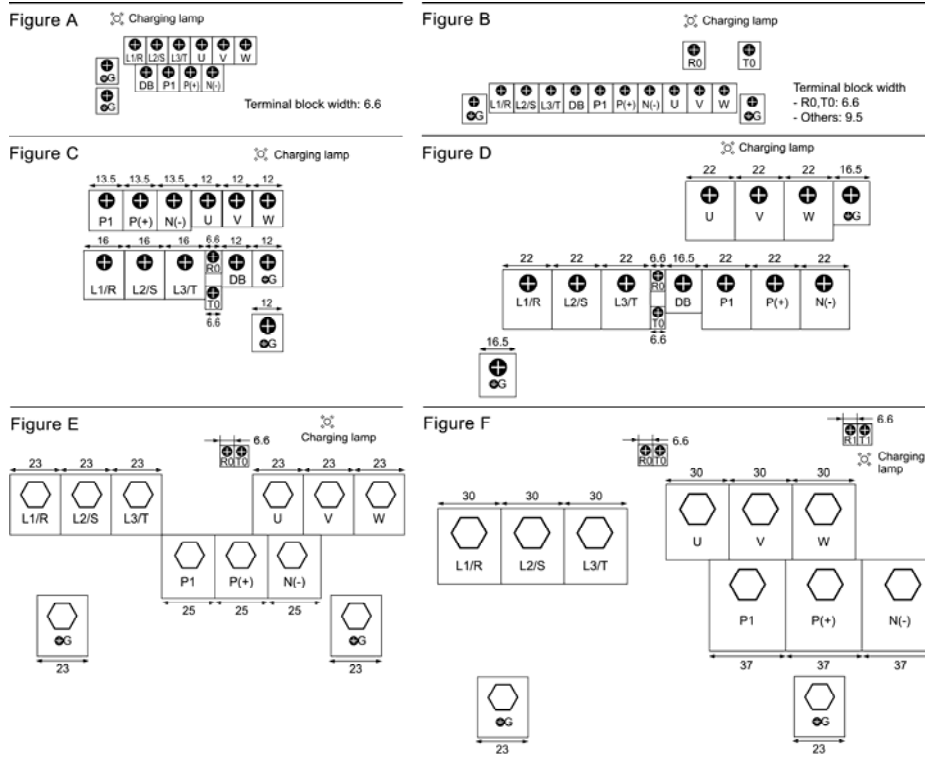 Figure A
Charging lamp
L1/R L2/S L3/T U V W
G
DB P1 P(+) N(-)
G
Terminal block width: 6.6
Figure B
Charging lamp
R0 T0
G L1/R L2/S L3/T DB P1 P(+) N(-) U V W G
Terminal block width
- R0,T0: 6.6
- Others: 9.5
Figure C
Charging lamp
13.5 13.5 13.5 12 12 12
P1 P(+) N(-) U V W
16 16 16 6.6 12 12
L1/R L2/S L3/T R0 DB G
T0
6.6
12
G
Figure D
Charging lamp
22 22 22 16.5
U V W G
22 22 22 6.6 16.5 22 22 22
L1/R L2/S L3/T R0 DB P1 P(+) N(-)
T0
6.6
16.5
G
Figure E
Charging lamp
6.6
R0 T0
23 23 23 23 23 23
L1/R L2/S L3/T U V W
P1 P(+) N(-)
25 25 25
G G
23 23
Figure F
6.6
R1 T1
6.6
R0 T0
Charging
lamp
30 30 30 30 30 30
L1/R L2/S L3/T U V W
P1 P(+) N(-)
37 37 37
G G
23 23